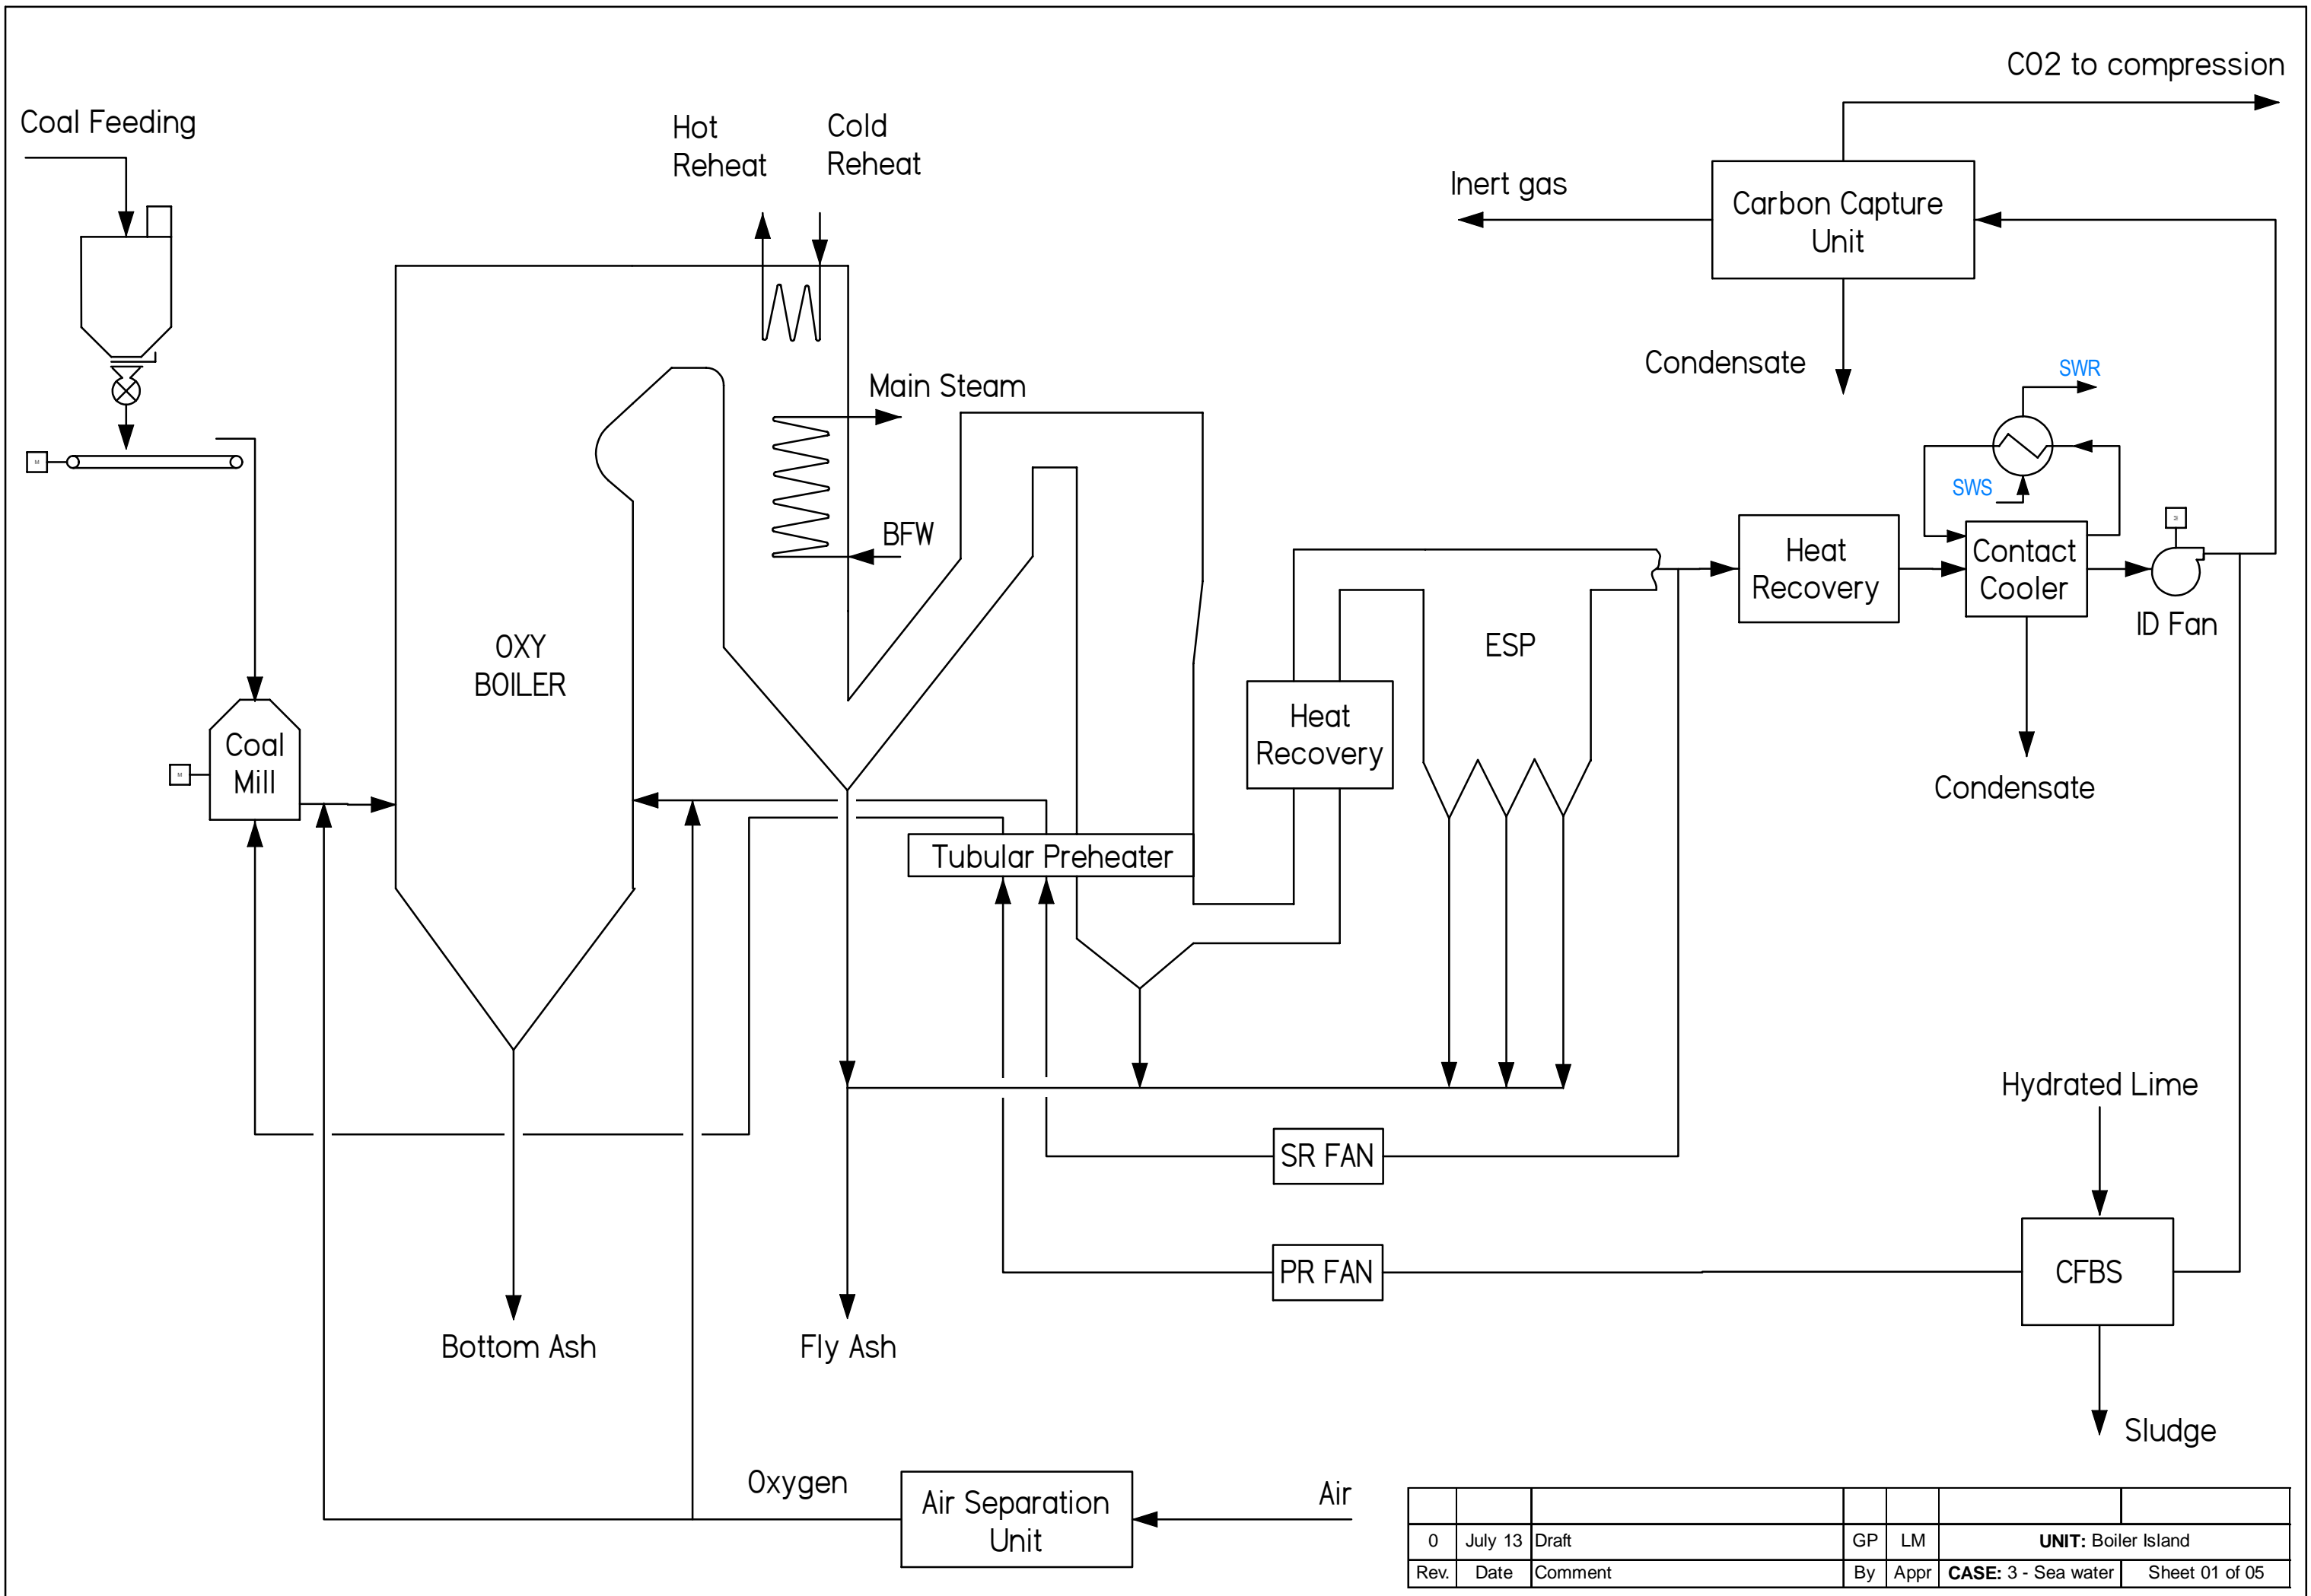 CO2 to compression
Coal Feeding
Hot
Reheat
Cold
Reheat
Inert gas
Carbon Capture
Unit
Condensate
SWR
Main Steam
SWS
BFW
Heat
Recovery
Contact
Cooler
ID Fan
OXY
BOILER
ESP
Heat
Recovery
Coal
Mill
M
M
M
Condensate
Tubular Preheater
Hydrated Lime
SR FAN
PR FAN
CFBS
Bottom Ash
Fly Ash
Sludge
Oxygen
Air Separation
Unit
Air
0 July 13 Draft GP LM UNIT: Boiler Island
Rev. Date Comment By Appr CASE: 3 - Sea water Sheet 01 of 05